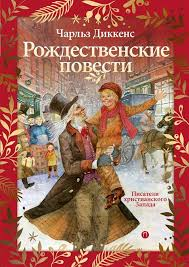 Чарльз Диккенс
Рождественские
повести
Писатели
христианского
Запада